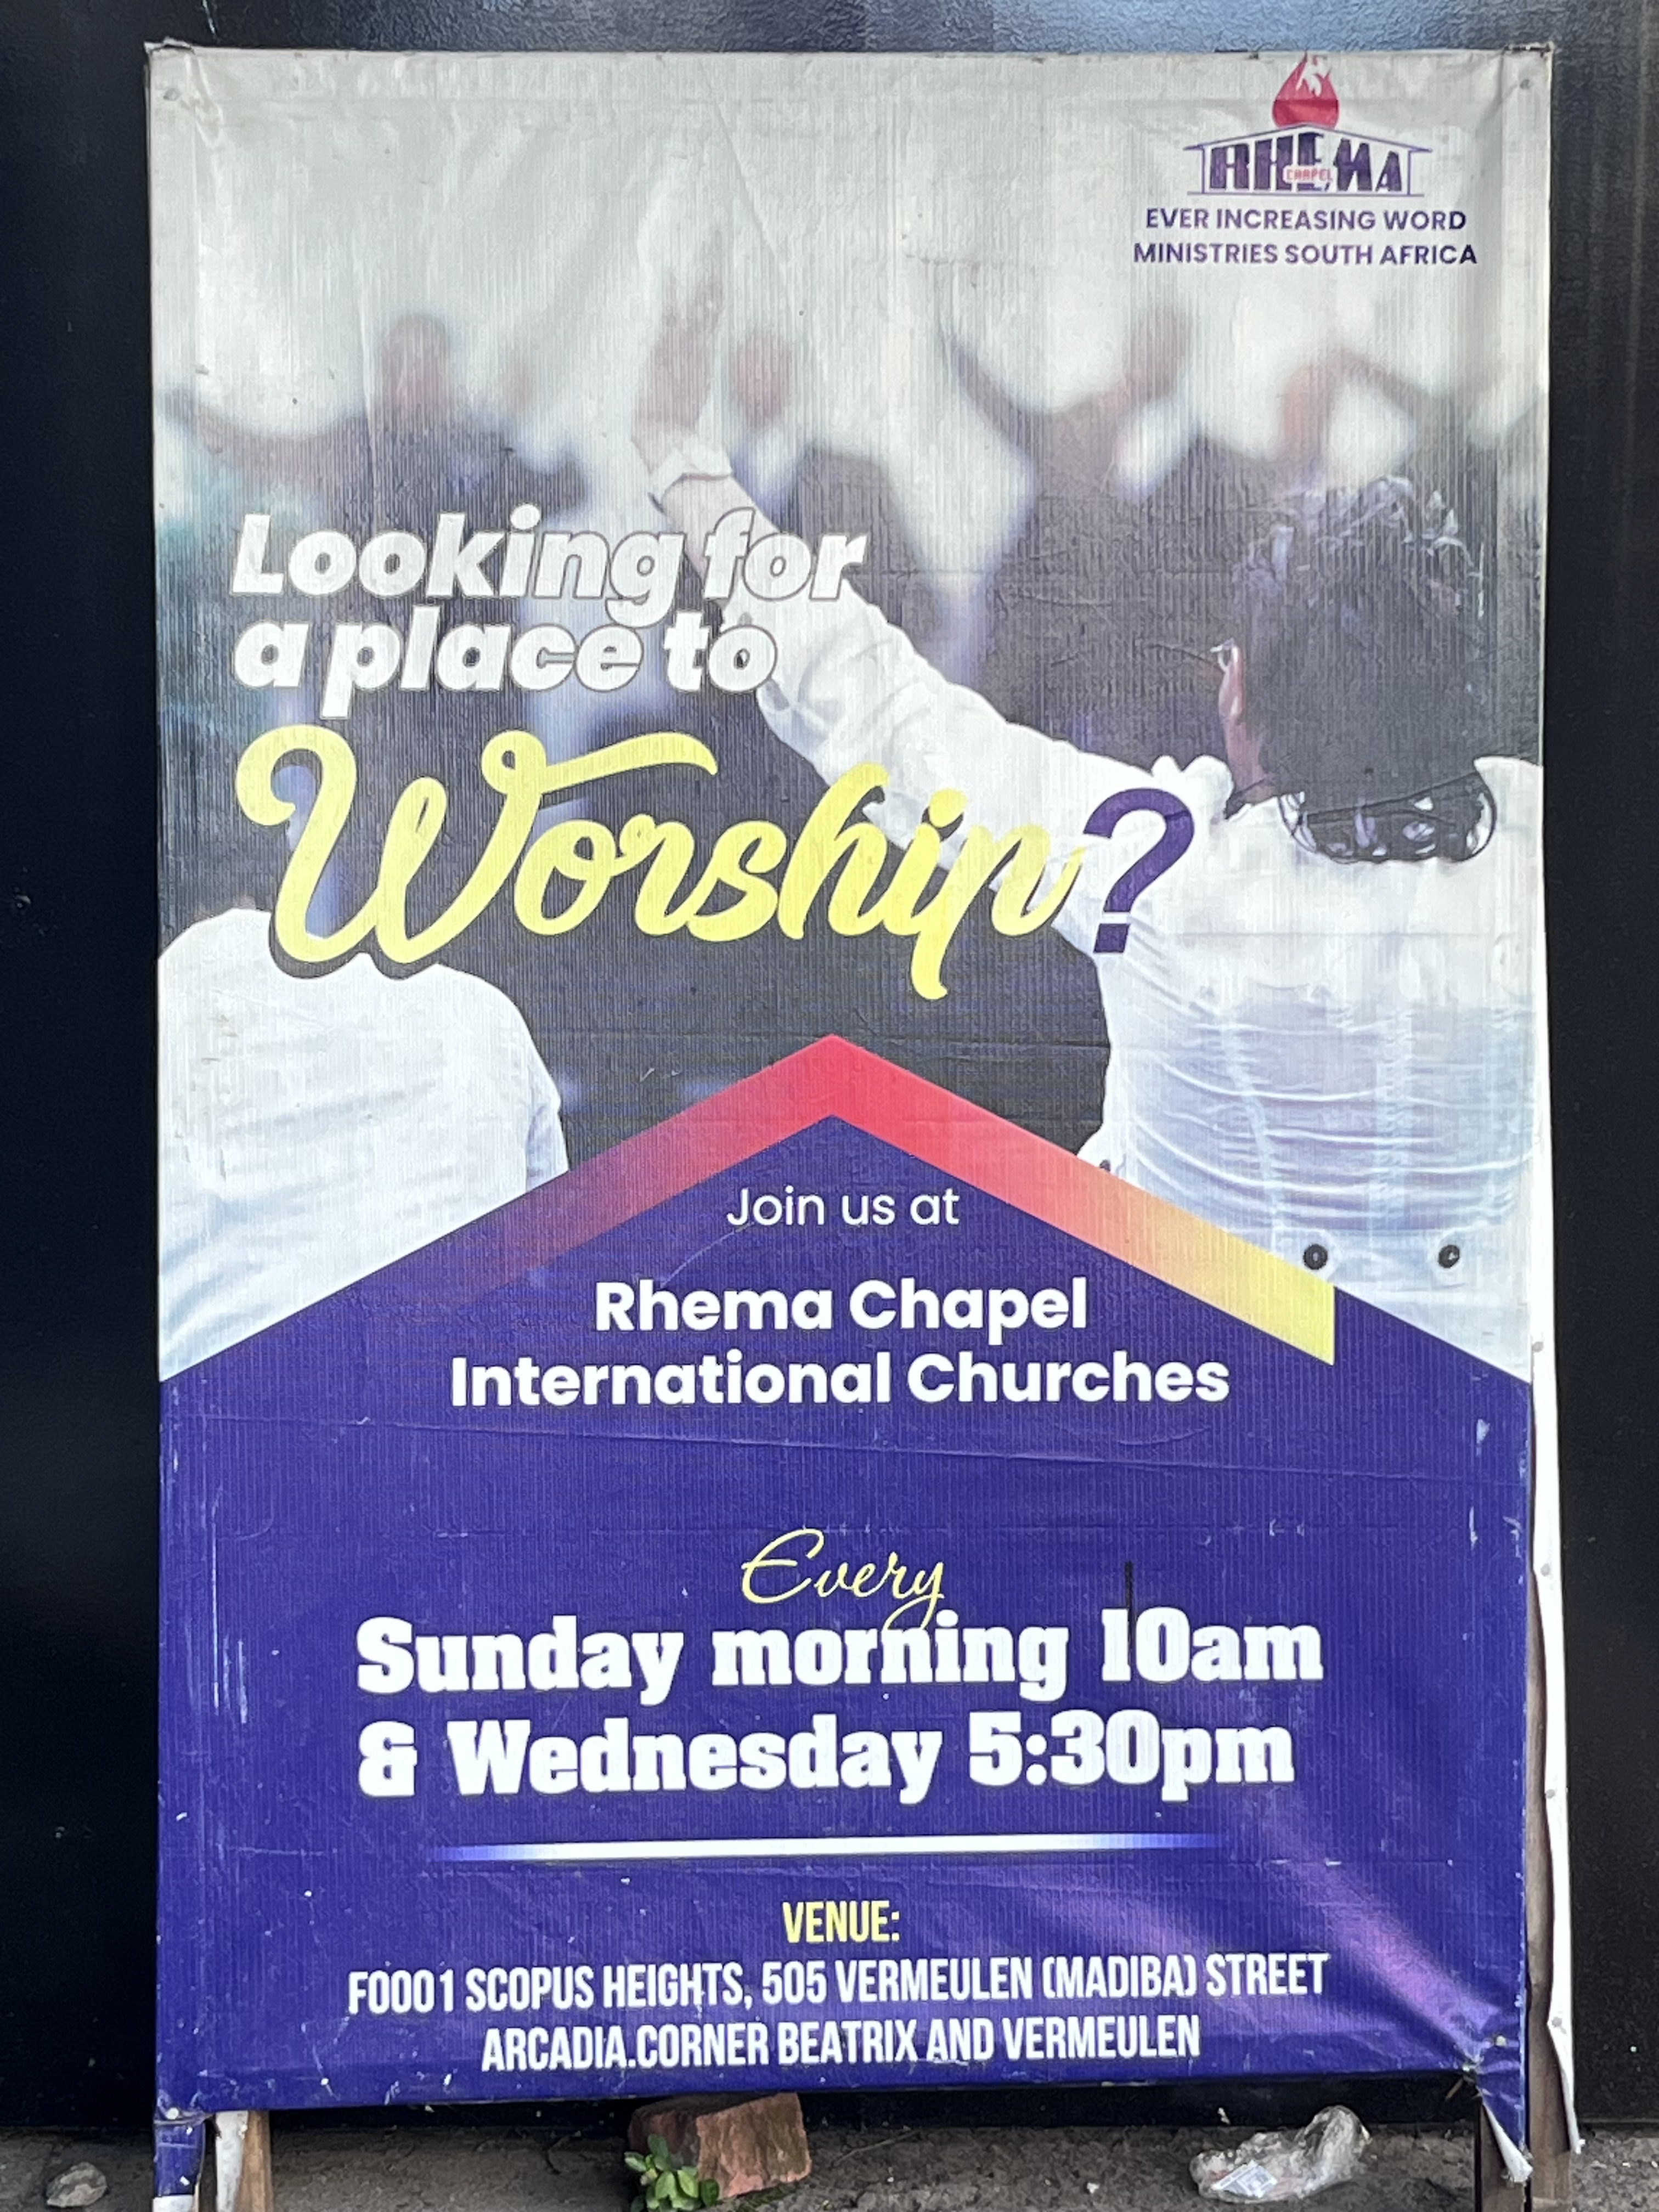 RHEMA
CHAPEL
EVER INCREASING WORD
MINISTRIES SOUTH AFRICA
Looking for
a place to
Worship?
Join us at
Rhema Chapel
International Churches
Every
Sunday morning 10am
& Wednesday 5:30pm
VENUE:
F0001 SCOPUS HEIGHTS, 505 VERMEULEN (MADIBA) STREET
ARCADIA.CORNER BEATRIX AND VERMEULEN